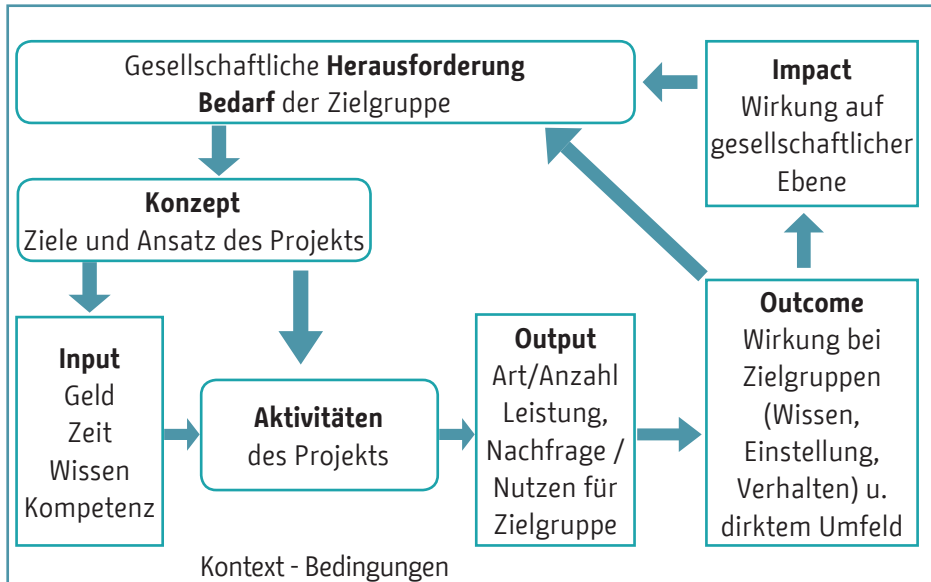 Gesellschaftliche Herausforderung
Bedarf der Zielgruppe
Impact
Wirkung auf
gesellschaftlicher
Ebene
Konzept
Ziele und Ansatz des Projekts
Input
Geld
Zeit
Wissen
Kompetenz
Aktivitäten
des Projekts
Output
Art/Anzahl
Leistung,
Nachfrage /
Nutzen für
Zielgruppe
Outcome
Wirkung bei
Zielgruppen
(Wissen,
Einstellung,
Verhalten) u.
dirktem Umfeld
Kontext - Bedingungen